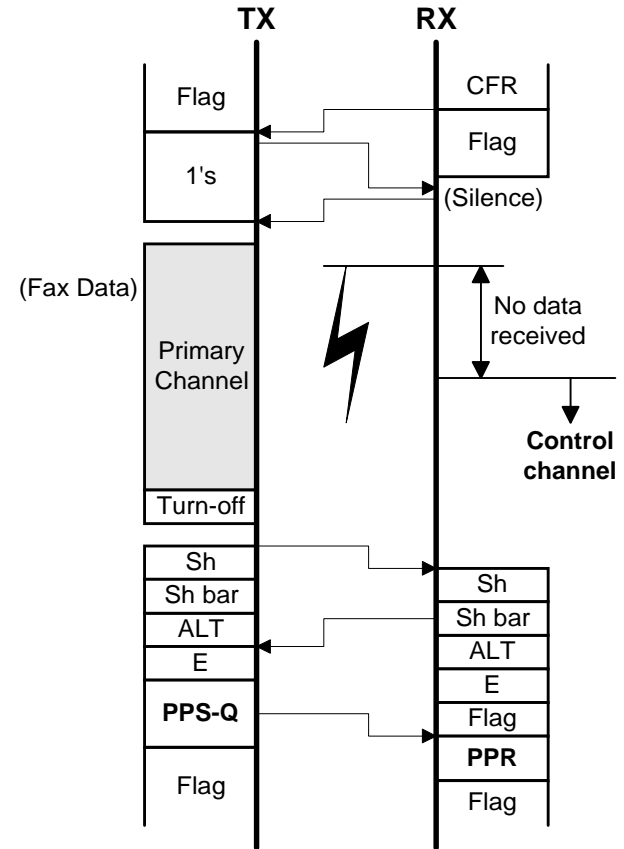 TX
RX
Flag
CFR
Flag
1's
(Silence)
(Fax Data)
No data
received
Primary
Channel
Control
channel
Turn-off
Sh
Sh bar
ALT
E
PPS-Q
Flag
Sh
Sh bar
ALT
E
Flag
PPR
Flag